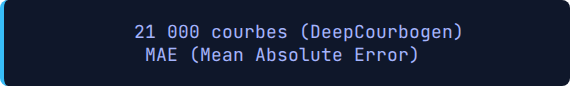 21 000 courbes (DeepCourbogen)
MAE (Mean Absolute Error)